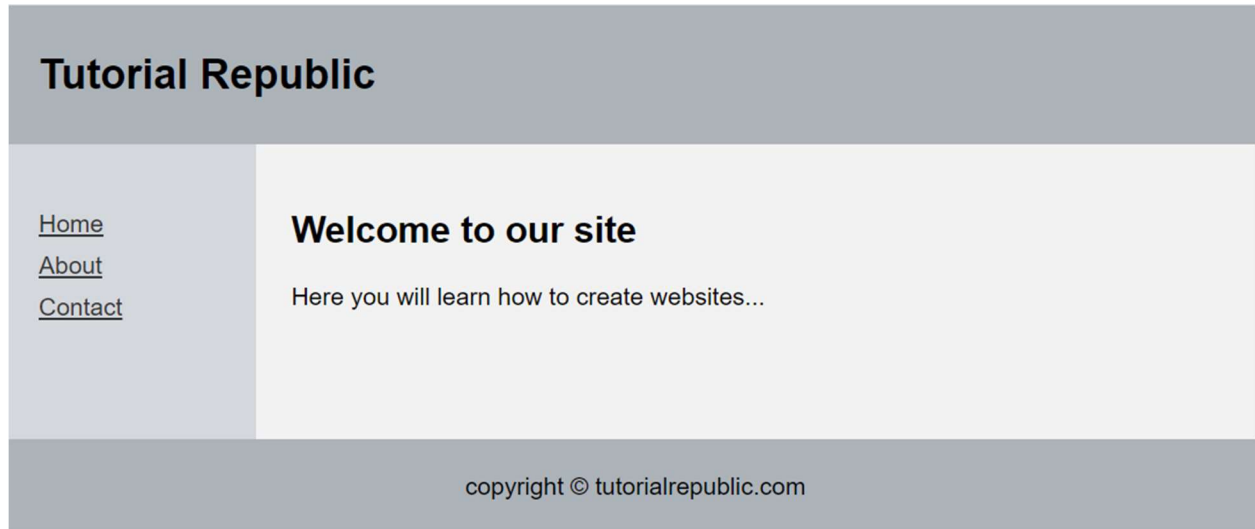 Tutorial Republic
Home
About
Contact
Welcome to our site
Here you will learn how to create websites...
copyright © tutorialrepublic.com